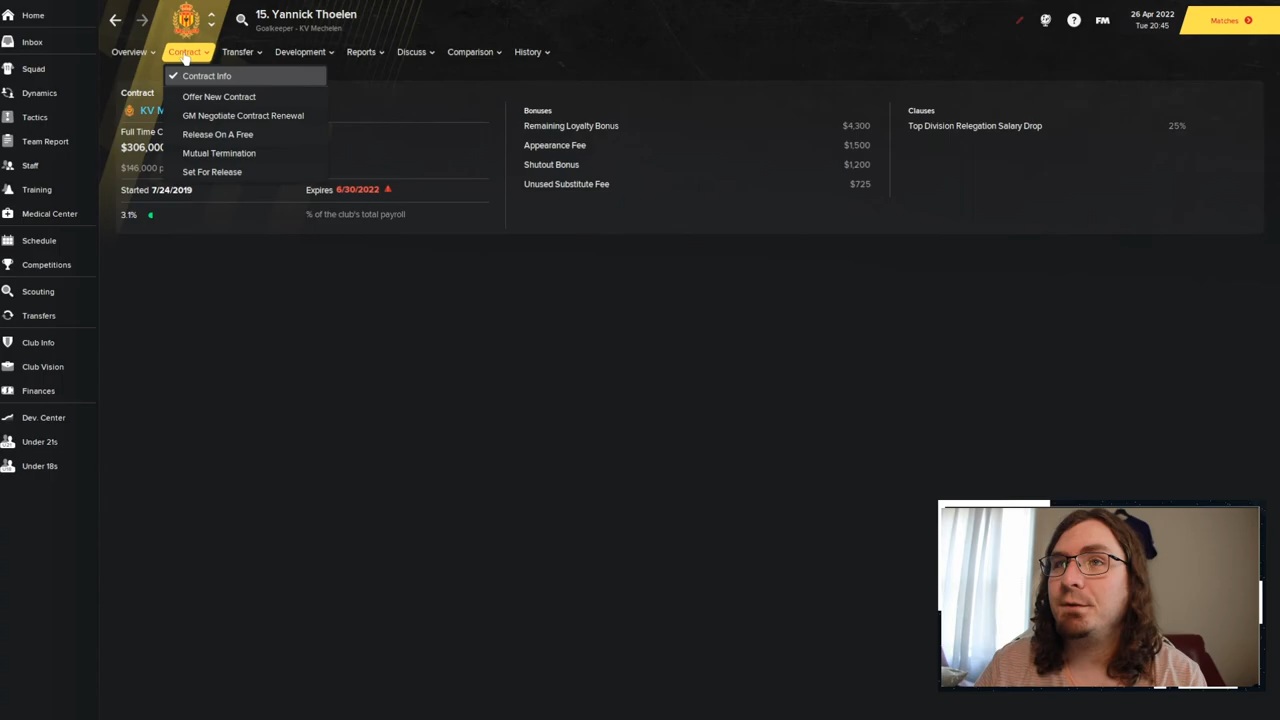 Home
Inbox
Squad
Dynamics
Tactics
Team Report
Staff
Training
Medical Center
Schedule
Competitions
Scouting
Transfers
Club Info
Club Vision
Finances
Dev. Center
Under 21s
Under 18s
15. Yannick Thoelen
Goalkeeper - KV Mechelen
FM
26 Apr 2022
Tue 20:45
Matches
Overview
Contract
Transfer
Development
Reports
Discuss
Comparison
History
Contract Info
Offer New Contract
GM Negotiate Contract Renewal
Release On A Free
Mutual Termination
Set For Release
Contract
KV M
Full Time C
$306,000
$146,000 p
Started 7/24/2019
Expires 6/30/2022
3.1%
% of the club's total payroll
Bonuses
Remaining Loyalty Bonus $4,300
Appearance Fee $1,500
Shutout Bonus $1,200
Unused Substitute Fee $725
Clauses
Top Division Relegation Salary Drop 25%